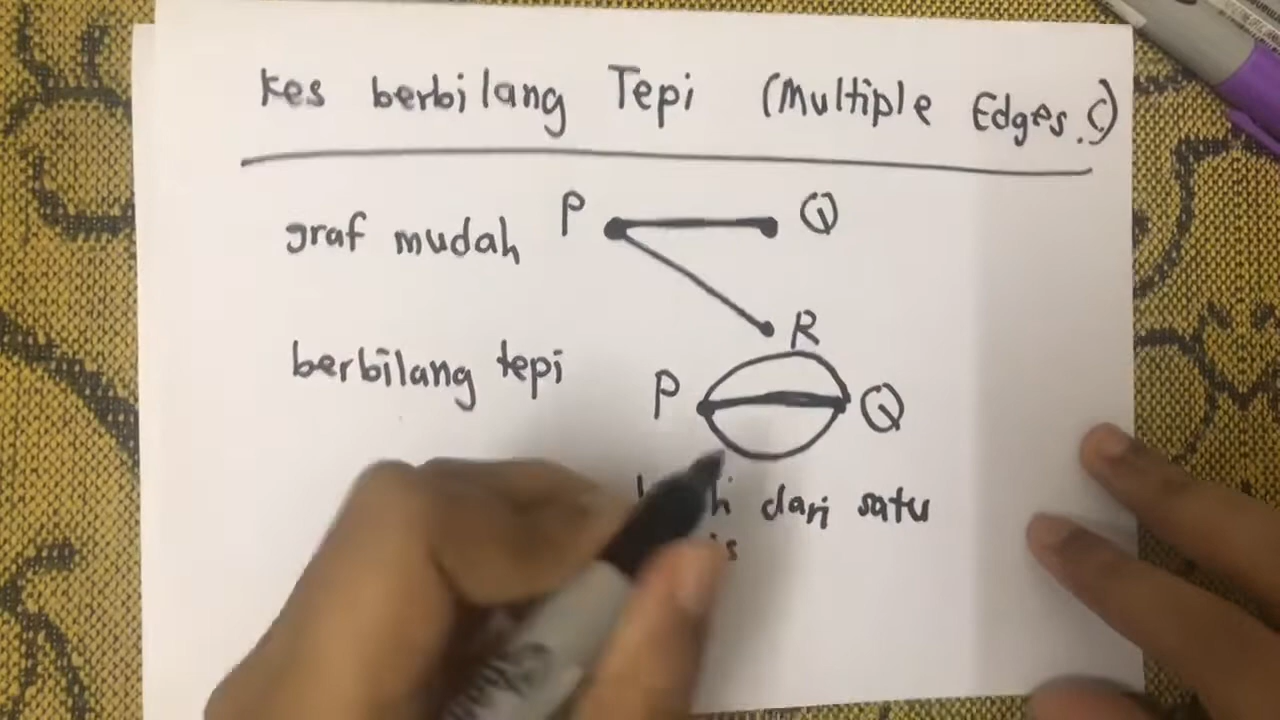 Kes berbilang Tepi (Multiple Edges.)
graf mudah P Q
R
berbilang tepi P Q
dari satu